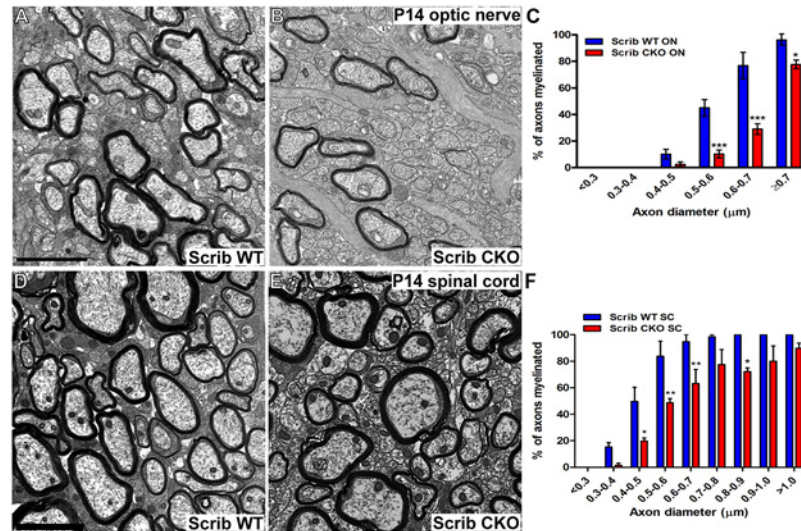 A
P14 optic nerve
B
Scrib WT
Scrib CKO
C
Scrib WT ON
Scrib CKO ON
% of axons myelinated
100
80
60
40
20
0
*
***
***
<0.3
0.3-0.4
0.4-0.5
0.5-0.6
0.6-0.7
≥0.7
Axon diameter (μm)
D
P14 spinal cord
E
Scrib WT
Scrib CKO
F
Scrib WT SC
Scrib CKO SC
% of axons myelinated
100
80
60
40
20
0
*
**
**
*
<0.3
0.3-0.4
0.4-0.5
0.5-0.6
0.6-0.7
0.7-0.8
0.8-0.9
0.9-1.0
>1.0
Axon diameter (μm)